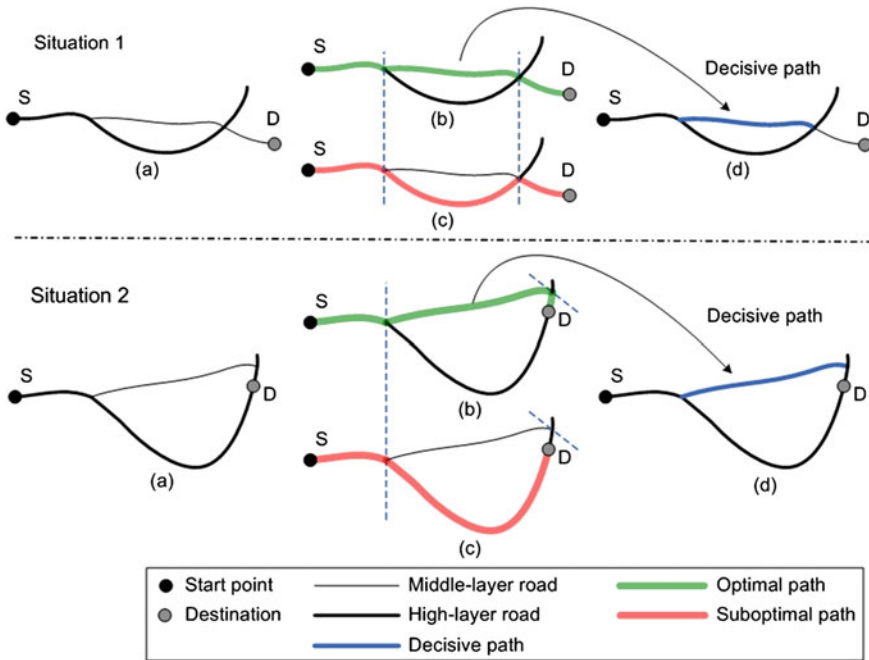 Situation 1
S
D
(a)
S
D
(b)
S
D
(c)
Decisive path
D
(d)
Situation 2
S
D
(a)
S
D
(b)
S
D
(c)
Decisive path
S
D
(d)
Start point
Middle-layer road
Optimal path
Destination
High-layer road
Suboptimal path
Decisive path